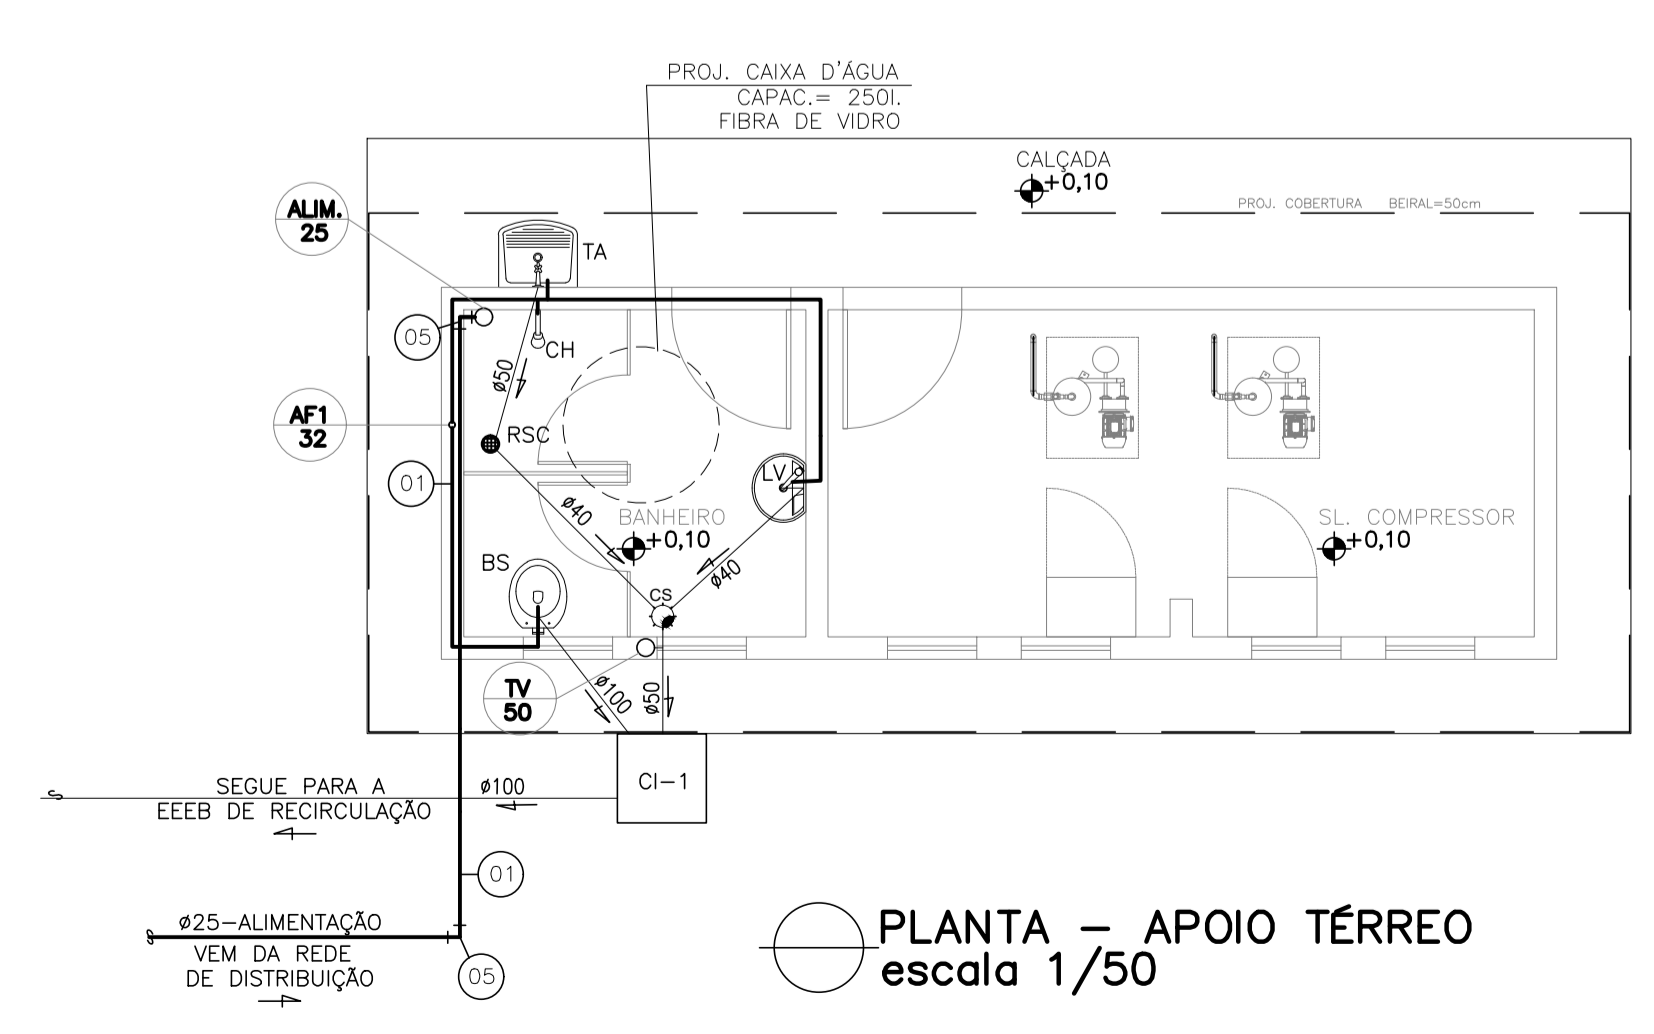 PROJ. CAIXA D'ÁGUA
CAPAC.= 250l.
FIBRA DE VIDRO
CALÇADA
+0,10
PROJ. COBERTURA BEIRAL=50cm
ALIM.
25
TA
05
CH
ø50
AF1
32
RSC
01
LV
ø40
BANHEIRO
+0,10
SL. COMPRESSOR
+0,10
BS
ø40
CS
TV
50
ø100
ø50
CI-1
SEGUE PARA A
EEEB DE RECIRCULAÇÃO
ø100
01
ø25-ALIMENTAÇÃO
VEM DA REDE
DE DISTRIBUIÇÃO
05
PLANTA - APOIO TÉRREO
escala 1/50